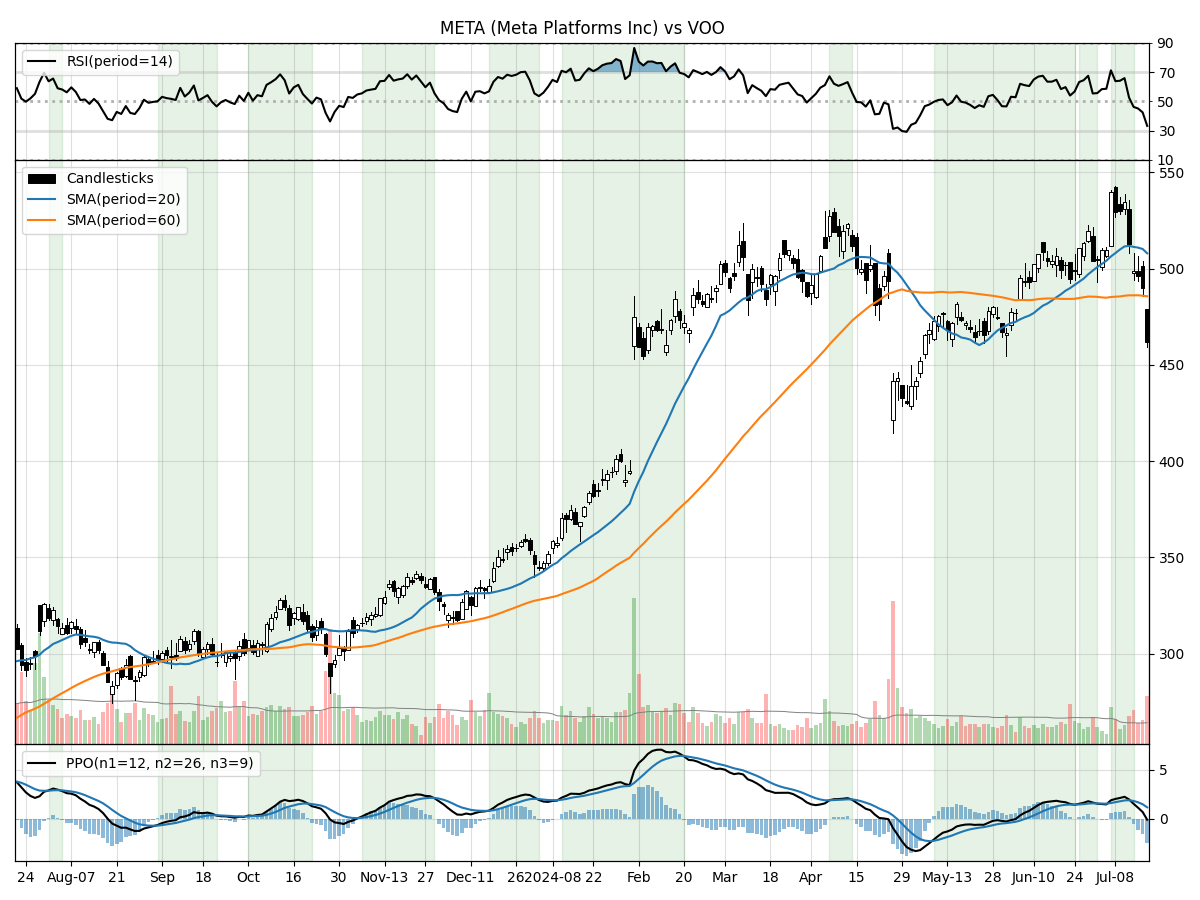 META (Meta Platforms Inc) vs VOO
RSI(period=14)
90
70
50
30
10
Candlesticks
SMA(period=20)
SMA(period=60)
550
500
450
400
350
300
PPO(n1=12, n2=26, n3=9)
5
0
24 Aug-07 21 Sep 18 Oct 16 30 Nov-13 27 Dec-11 26 2024-08 22 Feb 20 Mar 18 Apr 15 29 May-13 28 Jun-10 24 Jul-08